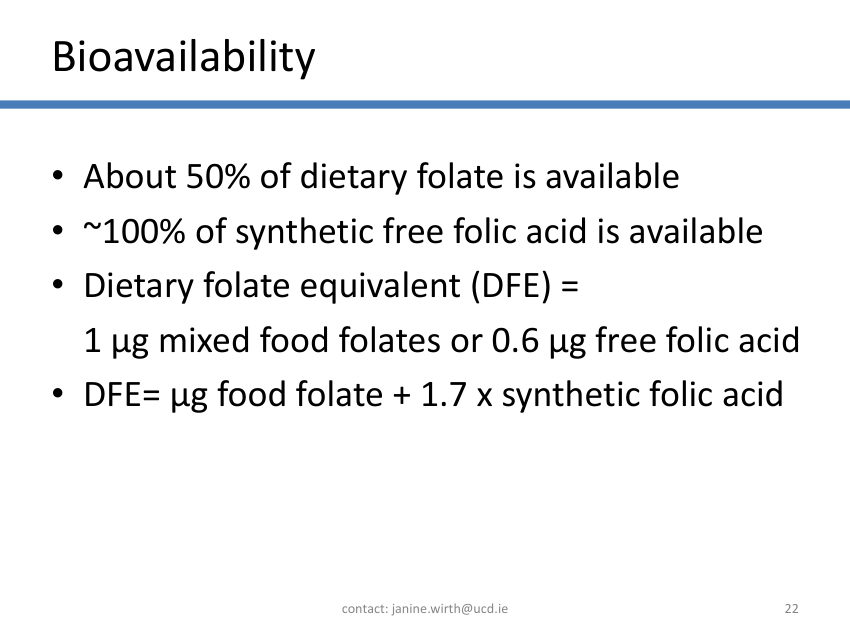 Bioavailability
• About 50% of dietary folate is available
• ~100% of synthetic free folic acid is available
• Dietary folate equivalent (DFE) =
1 µg mixed food folates or 0.6 µg free folic acid
• DFE= µg food folate + 1.7 x synthetic folic acid
contact: janine.wirth@ucd.ie
22